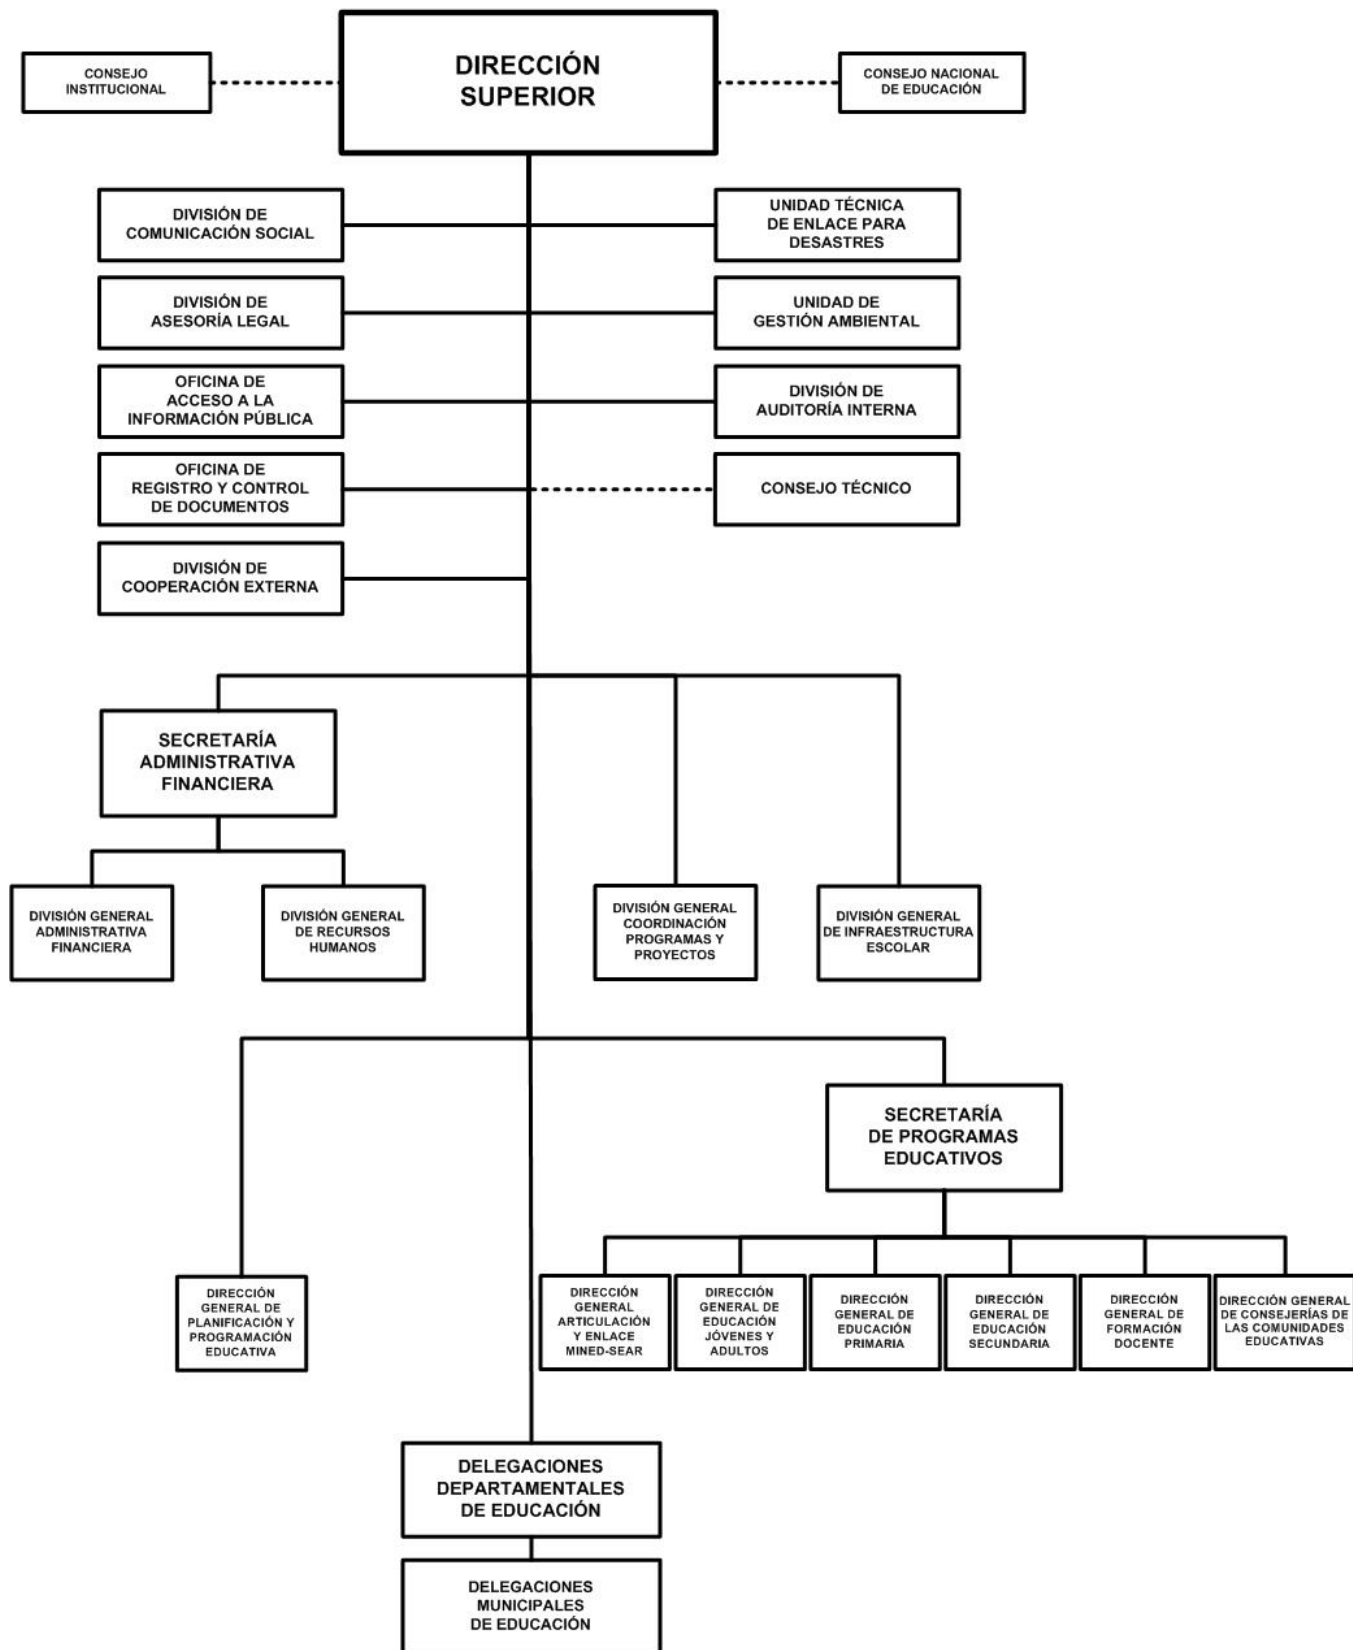 DIRECCIÓN
SUPERIOR
CONSEJO
INSTITUCIONAL
CONSEJO NACIONAL
DE EDUCACIÓN
DIVISIÓN DE
COMUNICACIÓN SOCIAL
UNIDAD TÉCNICA
DE ENLACE PARA
DESASTRES
DIVISIÓN DE
ASESORÍA LEGAL
UNIDAD DE
GESTIÓN AMBIENTAL
OFICINA DE
ACCESO A LA
INFORMACIÓN PÚBLICA
DIVISIÓN DE
AUDITORÍA INTERNA
OFICINA DE
REGISTRO Y CONTROL
DE DOCUMENTOS
CONSEJO TÉCNICO
DIVISIÓN DE
COOPERACIÓN EXTERNA
SECRETARÍA
ADMINISTRATIVA
FINANCIERA
DIVISIÓN GENERAL
ADMINISTRATIVA
FINANCIERA
DIVISIÓN GENERAL
DE RECURSOS
HUMANOS
DIVISIÓN GENERAL
COORDINACIÓN
PROGRAMAS Y
PROYECTOS
DIVISIÓN GENERAL
DE INFRAESTRUCTURA
ESCOLAR
SECRETARÍA
DE PROGRAMAS
EDUCATIVOS
DIRECCIÓN
GENERAL DE
PLANIFICACIÓN Y
PROGRAMACIÓN
EDUCATIVA
DIRECCIÓN
GENERAL
ARTICULACIÓN
Y ENLACE
MINED-SEAR
DIRECCIÓN
GENERAL DE
EDUCACIÓN
JÓVENES Y
ADULTOS
DIRECCIÓN
GENERAL DE
EDUCACIÓN
PRIMARIA
DIRECCIÓN
GENERAL DE
EDUCACIÓN
SECUNDARIA
DIRECCIÓN
GENERAL DE
FORMACIÓN
DOCENTE
DIRECCIÓN GENERAL
DE CONSEJERÍAS DE
LAS COMUNIDADES
EDUCATIVAS
DELEGACIONES
DEPARTAMENTALES
DE EDUCACIÓN
DELEGACIONES
MUNICIPALES
DE EDUCACIÓN